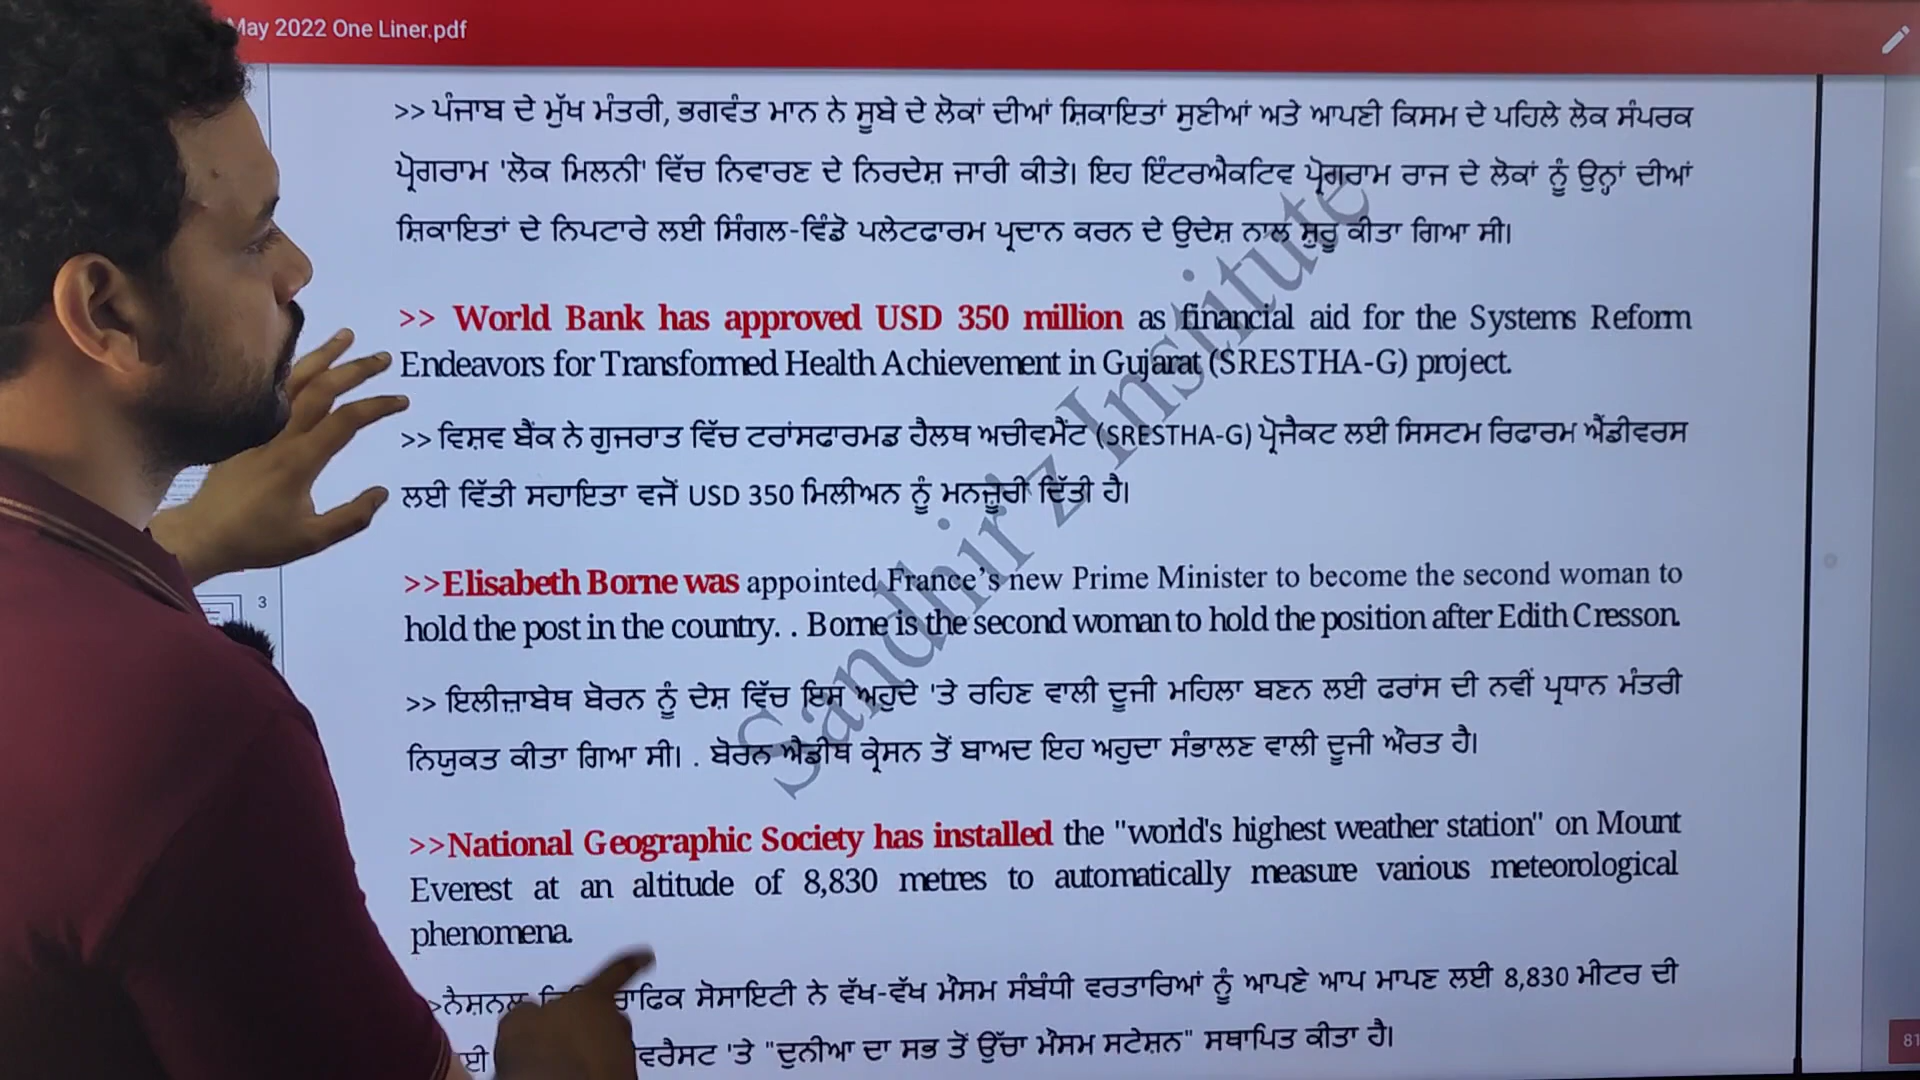 May 2022 One Liner.pdf
>> ਪੰਜਾਬ ਦੇ ਮੁੱਖ ਮੰਤਰੀ, ਭਗਵੰਤ ਮਾਨ ਨੇ ਸੂਬੇ ਦੇ ਲੋਕਾਂ ਦੀਆਂ ਸ਼ਿਕਾਇਤਾਂ ਸੁਣੀਆਂ ਅਤੇ ਆਪਣੀ ਕਿਸਮ ਦੇ ਪਹਿਲੇ ਲੋਕ ਸੰਪਰਕ
ਪ੍ਰੋਗਰਾਮ 'ਲੋਕ ਮਿਲਨੀ' ਵਿੱਚ ਨਿਵਾਰਣ ਦੇ ਨਿਰਦੇਸ਼ ਜਾਰੀ ਕੀਤੇ। ਇਹ ਇੰਟਰਐਕਟਿਵ ਪ੍ਰੋਗਰਾਮ ਰਾਜ ਦੇ ਲੋਕਾਂ ਨੂੰ ਉਨ੍ਹਾਂ ਦੀਆਂ
ਸ਼ਿਕਾਇਤਾਂ ਦੇ ਨਿਪਟਾਰੇ ਲਈ ਸਿੰਗਲ-ਵਿੰਡੋ ਪਲੇਟਫਾਰਮ ਪ੍ਰਦਾਨ ਕਰਨ ਦੇ ਉਦੇਸ਼ ਨਾਲ ਸ਼ੁਰੂ ਕੀਤਾ ਗਿਆ ਸੀ।
>> World Bank has approved USD 350 million as financial aid for the Systems Reform
Endeavors for Transformed Health Achievement in Gujarat (SRESTHA-G) project.
>> ਵਿਸ਼ਵ ਬੈਂਕ ਨੇ ਗੁਜਰਾਤ ਵਿੱਚ ਟਰਾਂਸਫਾਰਮਡ ਹੈਲਥ ਅਚੀਵਮੈਂਟ (SRESTHA-G) ਪ੍ਰੋਜੈਕਟ ਲਈ ਸਿਸਟਮ ਰਿਫਾਰਮ ਐਂਡੀਵਰਸ
ਲਈ ਵਿੱਤੀ ਸਹਾਇਤਾ ਵਜੋਂ USD 350 ਮਿਲੀਅਨ ਨੂੰ ਮਨਜ਼ੂਰੀ ਦਿੱਤੀ ਹੈ।
>>Elisabeth Borne was appointed France’s new Prime Minister to become the second woman to
hold the post in the country. . Borne is the second woman to hold the position after Edith Cresson.
>> ਇਲੀਜ਼ਾਬੇਥ ਬੋਰਨ ਨੂੰ ਦੇਸ਼ ਵਿੱਚ ਇਸ ਅਹੁਦੇ 'ਤੇ ਰਹਿਣ ਵਾਲੀ ਦੂਜੀ ਮਹਿਲਾ ਬਣਨ ਲਈ ਫਰਾਂਸ ਦੀ ਨਵੀਂ ਪ੍ਰਧਾਨ ਮੰਤਰੀ
ਨਿਯੁਕਤ ਕੀਤਾ ਗਿਆ ਸੀ। . ਬੋਰਨ ਐਡੀਥ ਕ੍ਰੇਸਨ ਤੋਂ ਬਾਅਦ ਇਹ ਅਹੁਦਾ ਸੰਭਾਲਣ ਵਾਲੀ ਦੂਜੀ ਔਰਤ ਹੈ।
>>National Geographic Society has installed the "world's highest weather station" on Mount
Everest at an altitude of 8,830 metres to automatically measure various meteorological
phenomena.
>ਨੈਸ਼ਨਲ ਸੋਸਾਇਟੀ ਨੇ ਵੱਖ-ਵੱਖ ਮੌਸਮ ਸੰਬੰਧੀ ਵਰਤਾਰਿਆਂ ਨੂੰ ਆਪਣੇ ਆਪ ਮਾਪਣ ਲਈ 8,830 ਮੀਟਰ ਦੀ
'ਤੇ "ਦੁਨੀਆ ਦਾ ਸਭ ਤੋਂ ਉੱਚਾ ਮੌਸਮ ਸਟੇਸ਼ਨ" ਸਥਾਪਿਤ ਕੀਤਾ ਹੈ।
Sandhir'z Institute
3
81